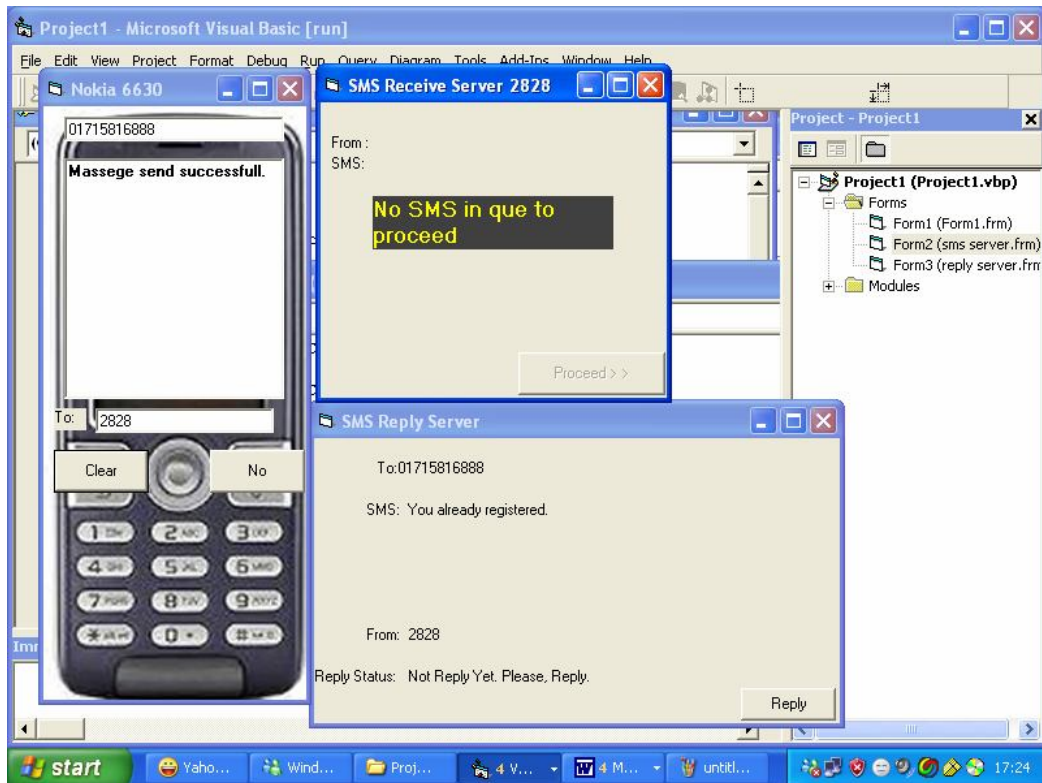 Project1 - Microsoft Visual Basic [run]
File Edit View Project Format Debug Run Query Diagram Tools Add-Ins Window Help
Nokia 6630
01715816888
Massege send successfull.
To: 2828
Clear
No
SMS Receive Server 2828
From :
SMS:
No SMS in que to
proceed
Proceed > >
SMS Reply Server
To:01715816888
SMS: You already registered.
From: 2828
Reply Status: Not Reply Yet. Please, Reply.
Reply
Project - Project1
Project1 (Project1.vbp)
Forms
Form1 (Form1.frm)
Form2 (sms server.frm)
Form3 (reply server.frm
Modules
Imm
start
Yaho...
Wind...
Proj...
4 V...
4 M...
untitl...
17:24